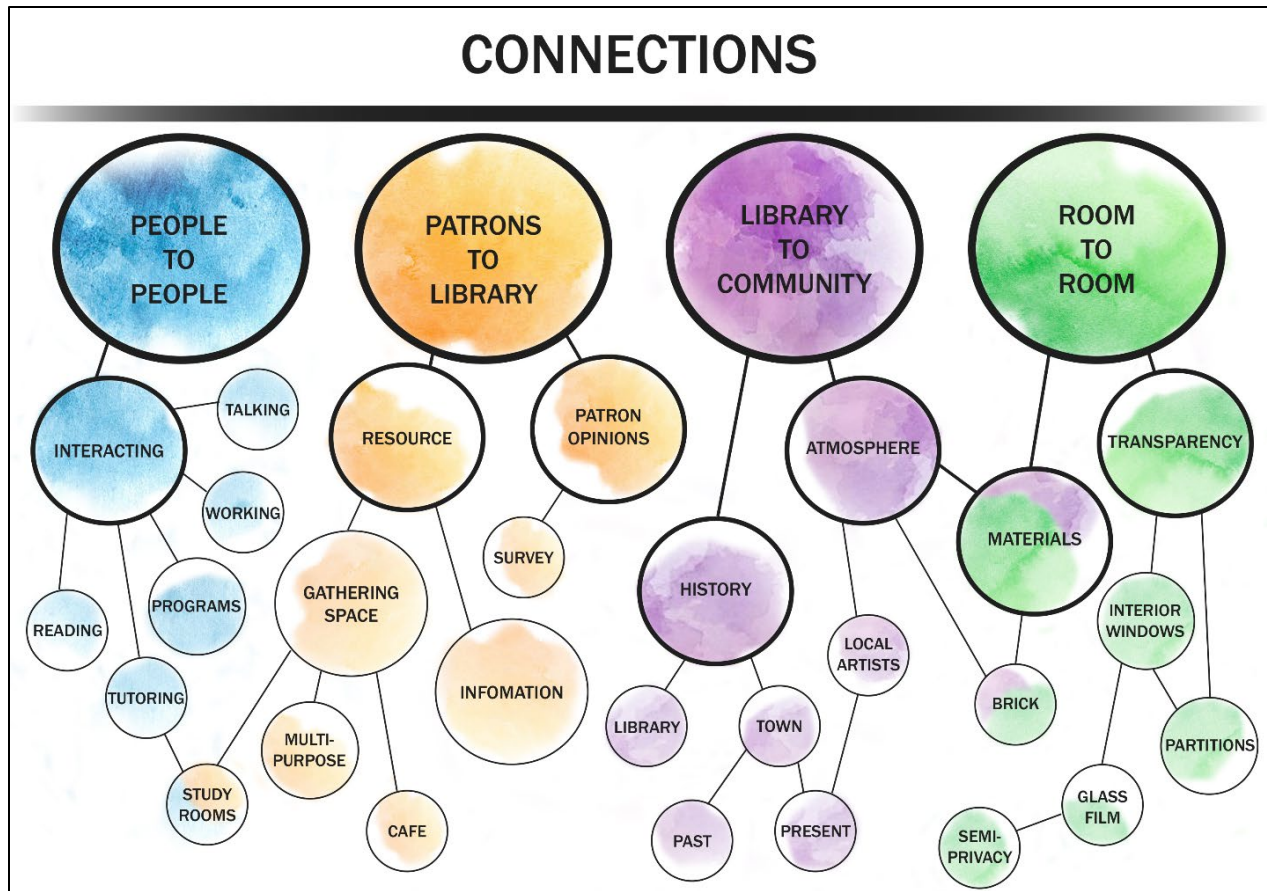 CONNECTIONS
PEOPLE
TO
PEOPLE
PATRONS
TO
LIBRARY
LIBRARY
TO
COMMUNITY
ROOM
TO
ROOM
INTERACTING
TALKING
WORKING
READING
PROGRAMS
TUTORING
RESOURCE
PATRON
OPINIONS
SURVEY
GATHERING
SPACE
INFOMATION
STUDY
ROOMS
MULTI-
PURPOSE
CAFE
ATMOSPHERE
HISTORY
LOCAL
ARTISTS
LIBRARY
TOWN
PAST
PRESENT
TRANSPARENCY
MATERIALS
INTERIOR
WINDOWS
BRICK
PARTITIONS
GLASS
FILM
SEMI-
PRIVACY